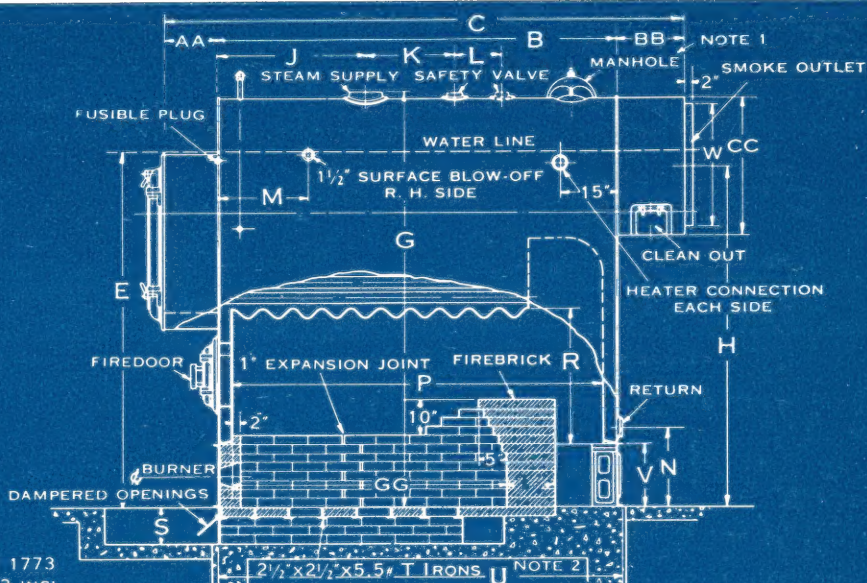 C
AA J K L B BB NOTE 1
STEAM SUPPLY SAFETY VALVE MANHOLE 2" SMOKE OUTLET
FUSIBLE PLUG
WATER LINE W CC
1½" SURFACE BLOW-OFF
R. H. SIDE
M 15"
G CLEAN OUT
E HEATER CONNECTION
EACH SIDE
H
FIREDOOR 1" EXPANSION JOINT FIREBRICK R
P RETURN
10"
2"
BURNER GG 5" V N
DAMPERED OPENINGS
S
1773
2½"x2½"x5.5# T IRONS U NOTE 2